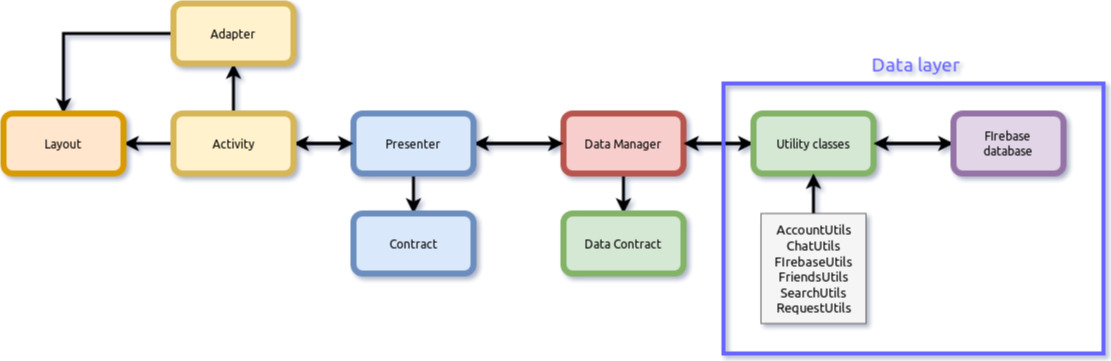 Adapter
Data layer
Layout
Activity
Presenter
Data Manager
Utility classes
FIrebase
database
Contract
Data Contract
AccountUtils
ChatUtils
FIrebaseUtils
FriendsUtils
SearchUtils
RequestUtils